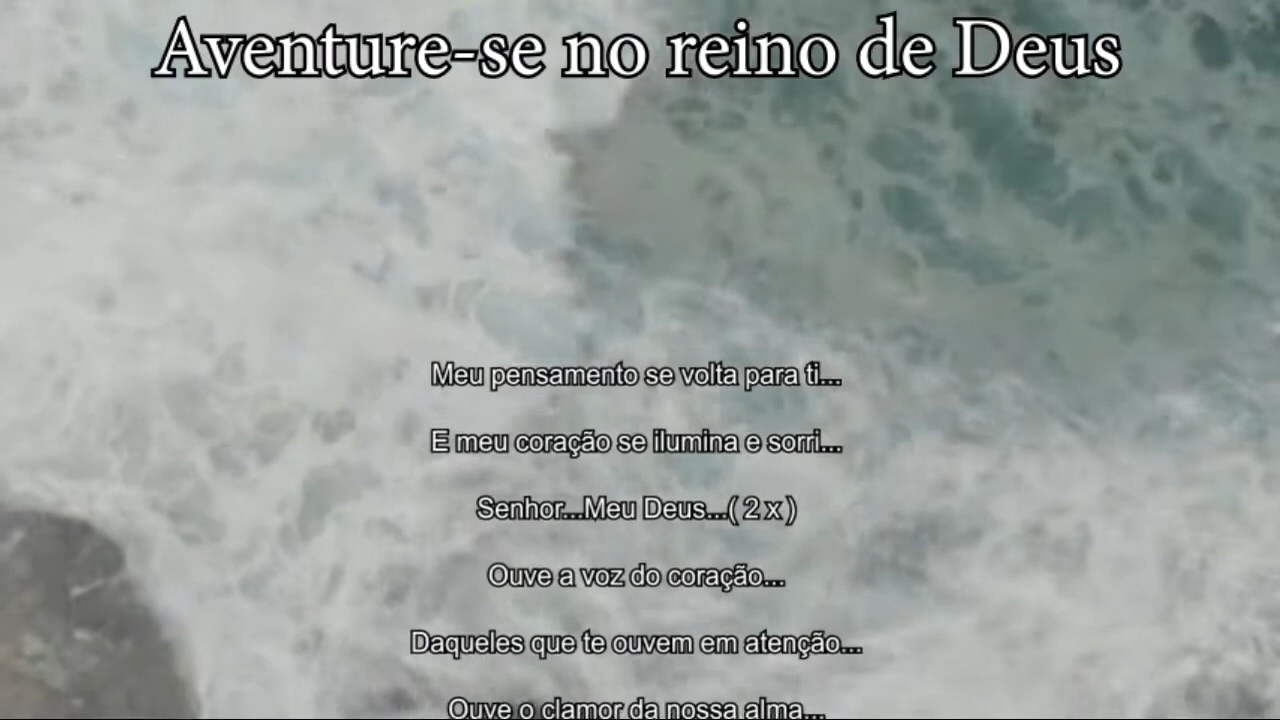 Aventure-se no reino de Deus
Meu pensamento se volta para ti...
E meu coração se ilumina e sorri...
Senhor...Meu Deus...( 2 x )
Ouve a voz do coração...
Daqueles que te ouvem em atenção...
Ouve o clamor da nossa alma...